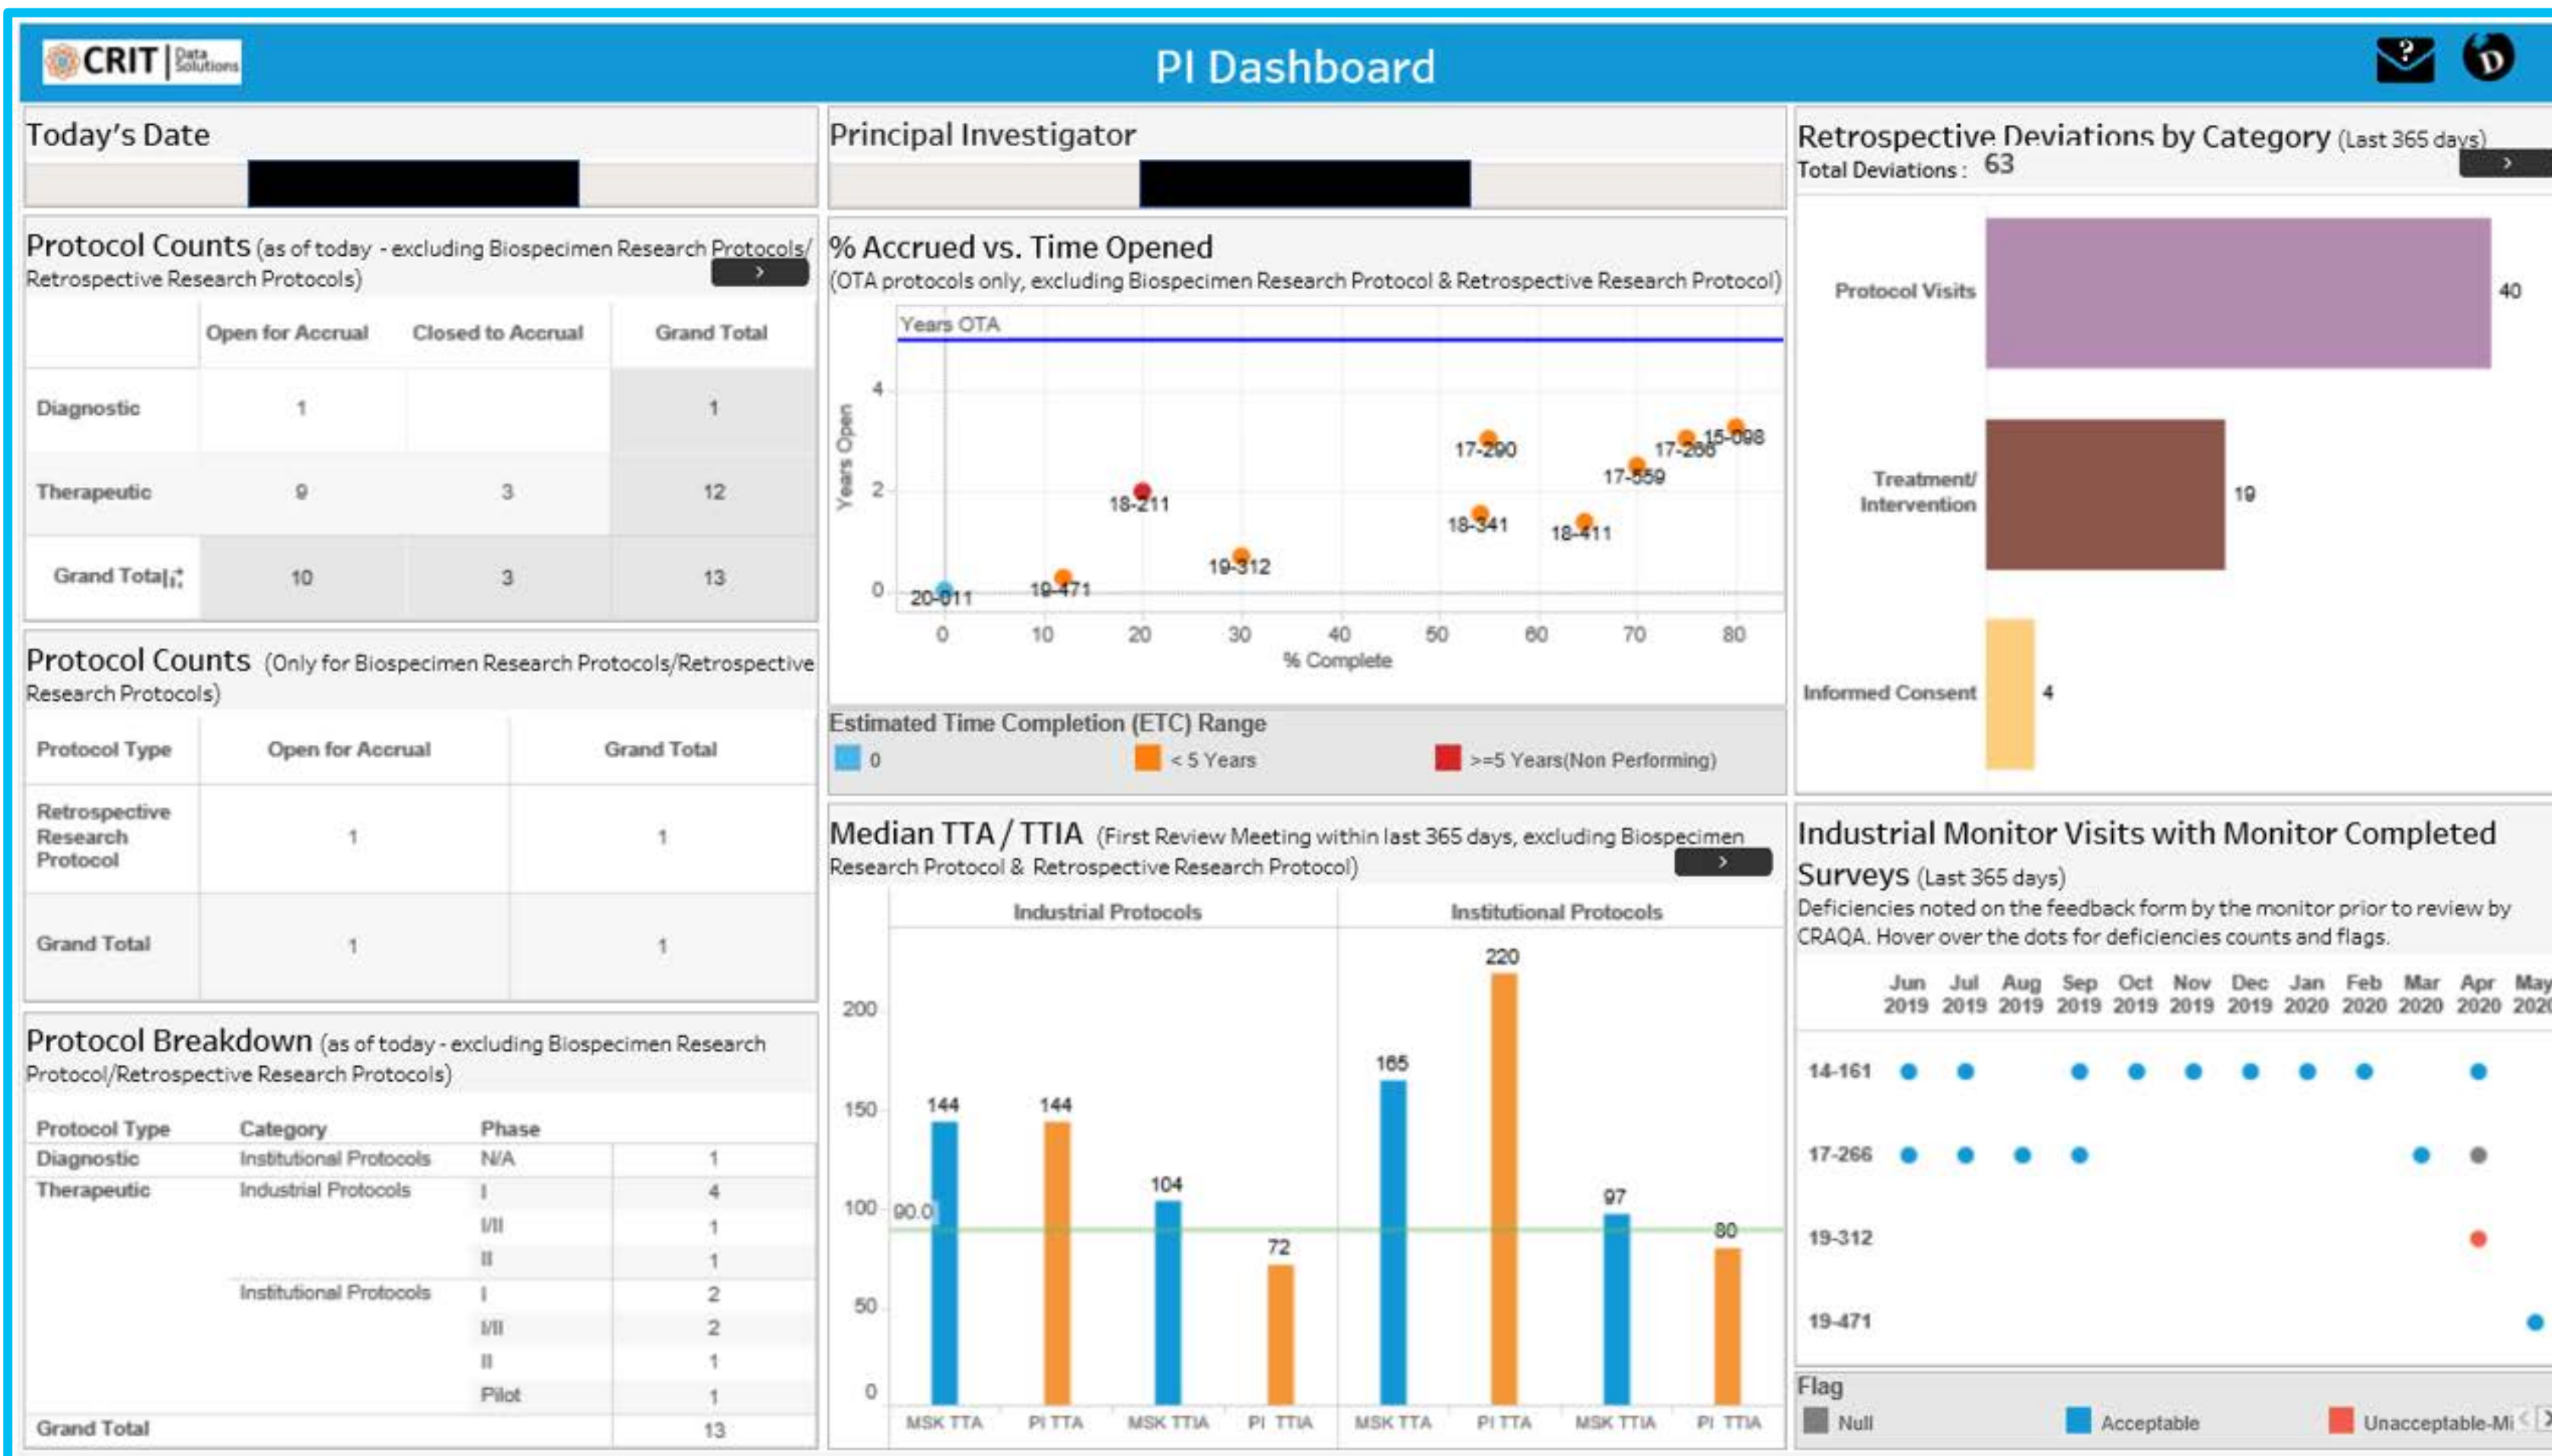 CRIT | Data Solutions
PI Dashboard
?
D
Today's Date
Principal Investigator
Protocol Counts (as of today - excluding Biospecimen Research Protocols/
Retrospective Research Protocols)
>
Open for Accrual Closed to Accrual Grand Total
Diagnostic 1 1
Therapeutic 9 3 12
Grand Total 10 3 13
Protocol Counts (Only for Biospecimen Research Protocols/Retrospective
Research Protocols)
Protocol Type Open for Accrual Grand Total
Retrospective
Research
Protocol
1 1
Grand Total 1 1
Protocol Breakdown (as of today - excluding Biospecimen Research
Protocol/Retrospective Research Protocols)
Protocol Type Category Phase
Diagnostic Institutional Protocols N/A 1
Therapeutic Industrial Protocols I 4
I/II 1
II 1
Institutional Protocols I 2
I/II 2
II 1
Pilot 1
Grand Total 13
% Accrued vs. Time Opened
(OTA protocols only, excluding Biospecimen Research Protocol & Retrospective Research Protocol)
Years OTA
Years Open
4
2
0
15-098
17-290
17-266
17-559
18-211
18-341
18-411
19-312
19-471
20-011
0 10 20 30 40 50 60 70 80
% Complete
Estimated Time Completion (ETC) Range
0 < 5 Years >=5 Years(Non Performing)
Median TTA / TTIA (First Review Meeting within last 365 days, excluding Biospecimen
Research Protocol & Retrospective Research Protocol)
>
Industrial Protocols Institutional Protocols
200
150
100
50
0
90.0
144 144 104 72 165 220 97 80
MSK TTA PI TTA MSK TTIA PI TTIA MSK TTA PI TTA MSK TTIA PI TTIA
Retrospective Deviations by Category (Last 365 days)
Total Deviations : 63
>
Protocol Visits 40
Treatment/
Intervention
19
Informed Consent 4
Industrial Monitor Visits with Monitor Completed
Surveys (Last 365 days)
Deficiencies noted on the feedback form by the monitor prior to review by
CRAQA. Hover over the dots for deficiencies counts and flags.
Jun Jul Aug Sep Oct Nov Dec Jan Feb Mar Apr May
2019 2019 2019 2019 2019 2019 2019 2020 2020 2020 2020 2020
14-161
17-266
19-312
19-471
Flag
Null Acceptable Unacceptable-Mi < >